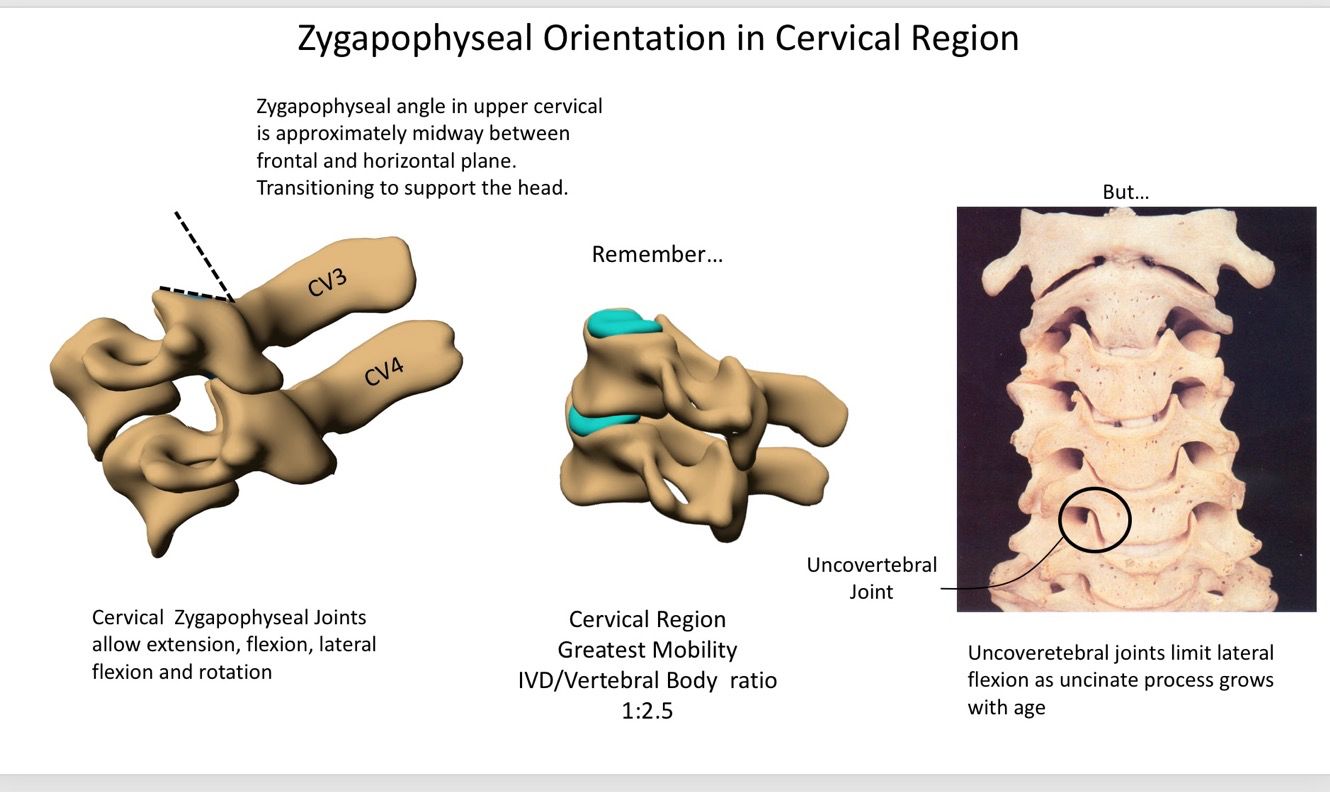 Zygapophyseal Orientation in Cervical Region
Zygapophyseal angle in upper cervical
is approximately midway between
frontal and horizontal plane.
Transitioning to support the head.
CV3
CV4
Cervical Zygapophyseal Joints
allow extension, flexion, lateral
flexion and rotation
Remember...
Cervical Region
Greatest Mobility
IVD/Vertebral Body ratio
1:2.5
But...
Uncovertebral
Joint
Uncoveretebral joints limit lateral
flexion as uncinate process grows
with age